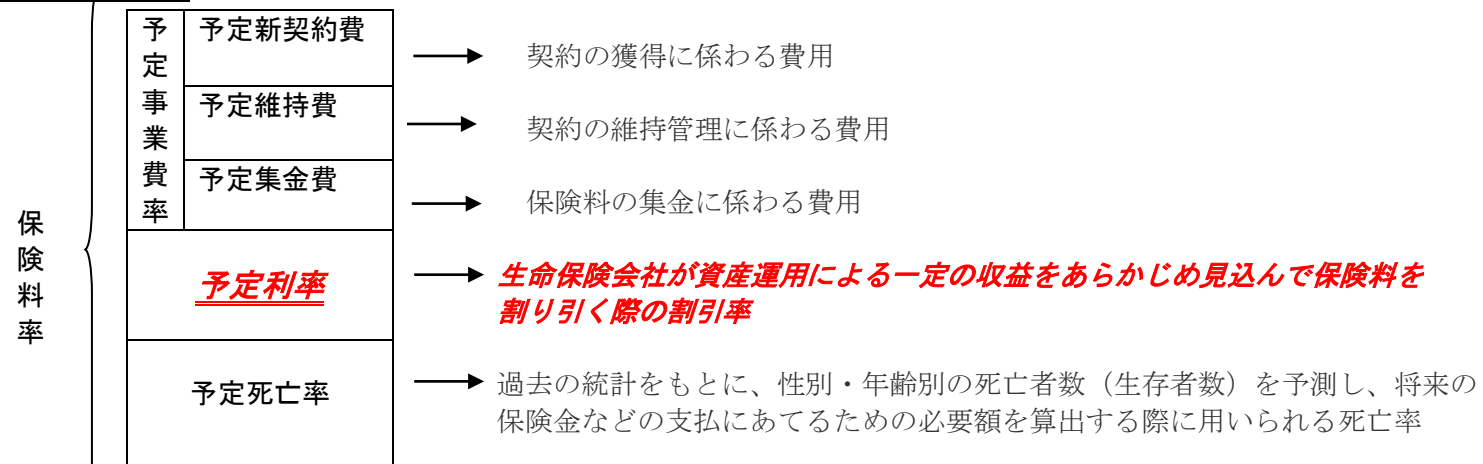 保険料率
予定事業費率
予定新契約費
契約の獲得に係わる費用
予定維持費
契約の維持管理に係わる費用
予定集金費
保険料の集金に係わる費用
予定利率
生命保険会社が資産運用による一定の収益をあらかじめ見込んで保険料を
割り引く際の割引率
予定死亡率
過去の統計をもとに、性別・年齢別の死亡者数（生存者数）を予測し、将来の
保険金などの支払にあてるための必要額を算出する際に用いられる死亡率